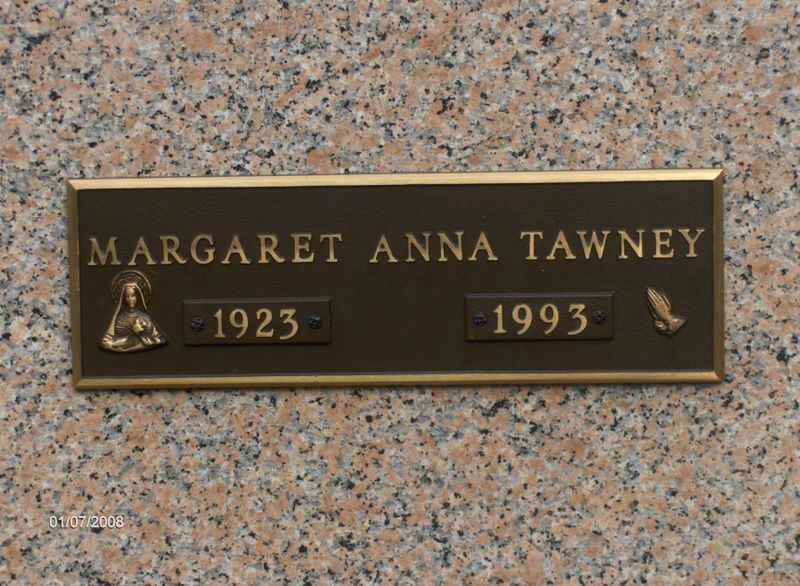 MARGARET ANNA TAWNEY
1923 1993
01/07/2008